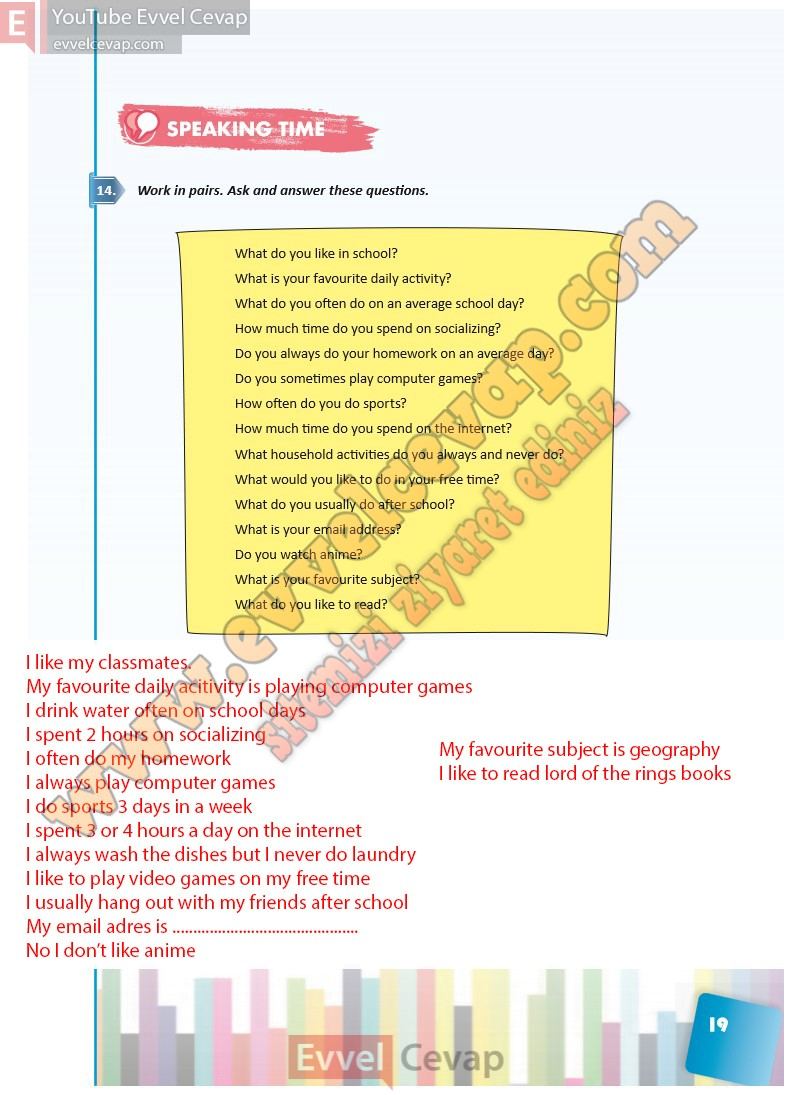 E
YouTube Evvel Cevap
evvelcevap.com
SPEAKING TIME
14.
Work in pairs. Ask and answer these questions.
What do you like in school?
What is your favourite daily activity?
What do you often do on an average school day?
How much time do you spend on socializing?
Do you always do your homework on an average day?
Do you sometimes play computer games?
How often do you do sports?
How much time do you spend on the internet?
What household activities do you always and never do?
What would you like to do in your free time?
What do you usually do after school?
What is your email address?
Do you watch anime?
What is your favourite subject?
What do you like to read?
www.evvelcevap.com
sitemizi ziyaret ediniz
I like my classmates.
My favourite daily acitivity is playing computer games
I drink water often on school days
I spent 2 hours on socializing
I often do my homework
I always play computer games
I do sports 3 days in a week
I spent 3 or 4 hours a day on the internet
I always wash the dishes but I never do laundry
I like to play video games on my free time
I usually hang out with my friends after school
My email adres is .............................................
No I don't like anime
My favourite subject is geography
I like to read lord of the rings books
19
Evvel Cevap